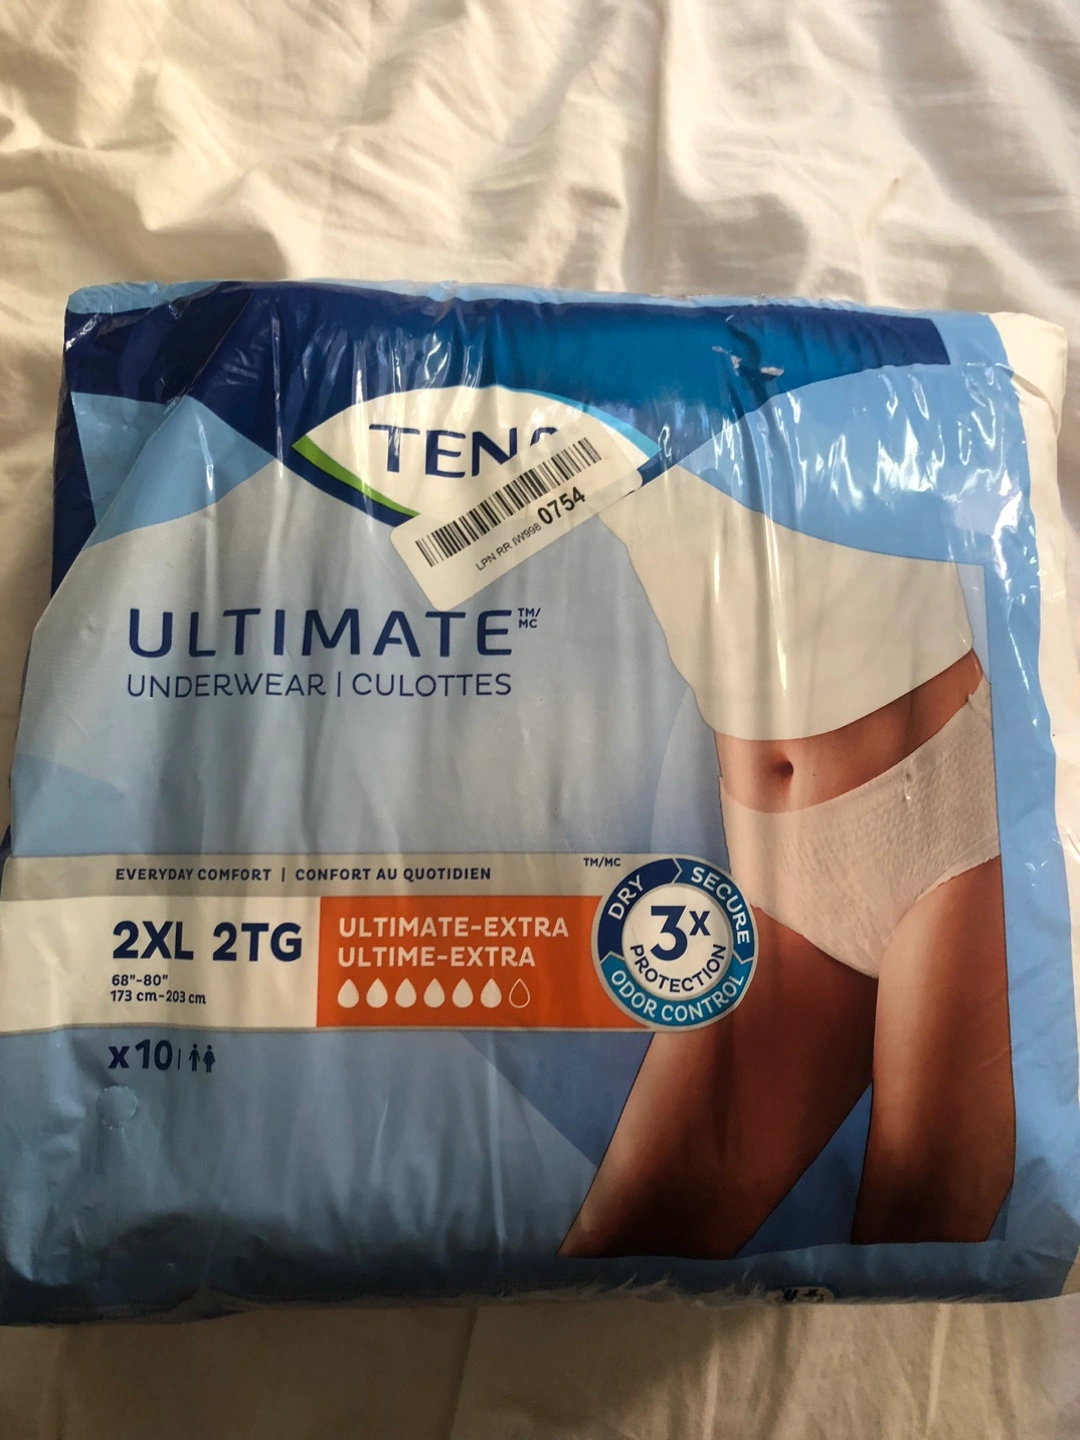 TENA
LPN RR IW998 0754
ULTIMATE TM/MC
UNDERWEAR | CULOTTES
EVERYDAY COMFORT | CONFORT AU QUOTIDIEN
2XL 2TG
68"-80"
173 cm-203 cm
ULTIMATE-EXTRA
ULTIME-EXTRA
TM/MC
DRY
SECURE
3X
PROTECTION
ODOR CONTROL
x10